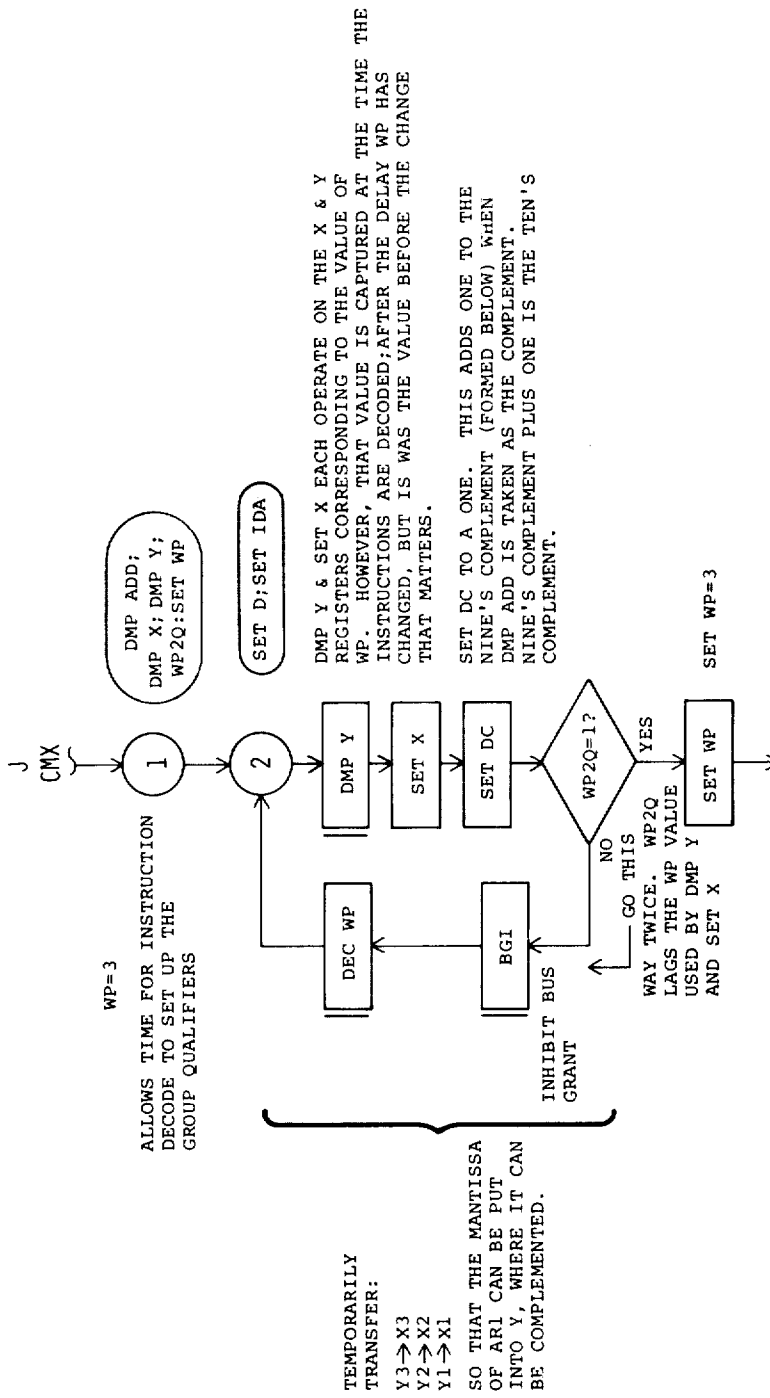 J
CMX
WP=3
ALLOWS TIME FOR INSTRUCTION
DECODE TO SET UP THE
GROUP QUALIFIERS
1
DMP ADD;
DMP X; DMP Y;
WP2Q:SET WP
2
SET D;SET IDA
TEMPORARILY
TRANSFER:
Y3→X3
Y2→X2
Y1→X1
SO THAT THE MANTISSA
OF AR1 CAN BE PUT
INTO Y, WHERE IT CAN
BE COMPLEMENTED.
DEC WP
DMP Y
DMP Y & SET X EACH OPERATE ON THE X & Y
REGISTERS CORRESPONDING TO THE VALUE OF
WP. HOWEVER, THAT VALUE IS CAPTURED AT THE TIME THE
INSTRUCTIONS ARE DECODED;AFTER THE DELAY WP HAS
CHANGED, BUT IS WAS THE VALUE BEFORE THE CHANGE
THAT MATTERS.
SET X
BGI
SET DC
SET DC TO A ONE. THIS ADDS ONE TO THE
NINE'S COMPLEMENT (FORMED BELOW) WHEN
DMP ADD IS TAKEN AS THE COMPLEMENT.
NINE'S COMPLEMENT PLUS ONE IS THE TEN'S
COMPLEMENT.
INHIBIT BUS
GRANT
WP2Q=1?
NO
GO THIS
WAY TWICE. WP2Q
LAGS THE WP VALUE
USED BY DMP Y
AND SET X
YES
SET WP
SET WP=3